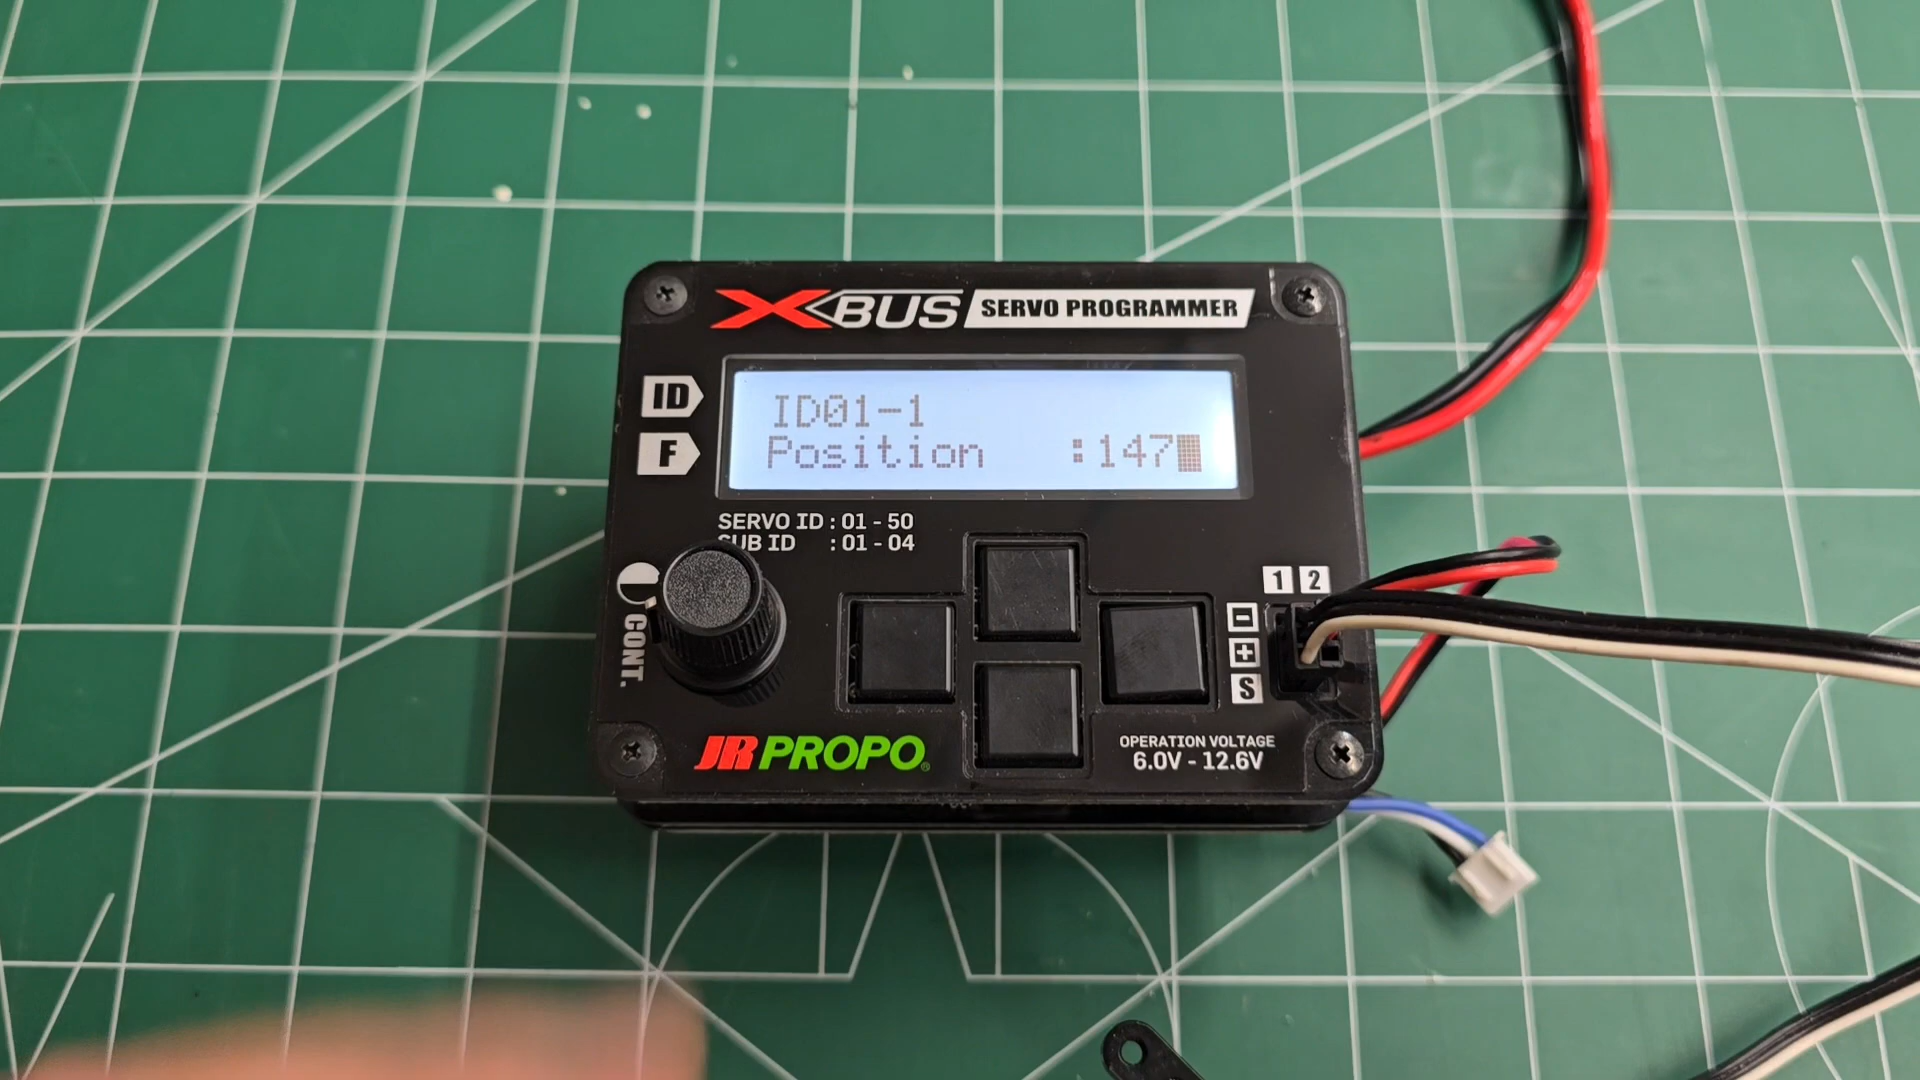 XBUS SERVO PROGRAMMER
ID
F
ID01-1
Position :147
SERVO ID : 01 - 50
SUB ID : 01 - 04
CONT.
1 2
-
+
S
JR PROPO®
OPERATION VOLTAGE
6.0V - 12.6V